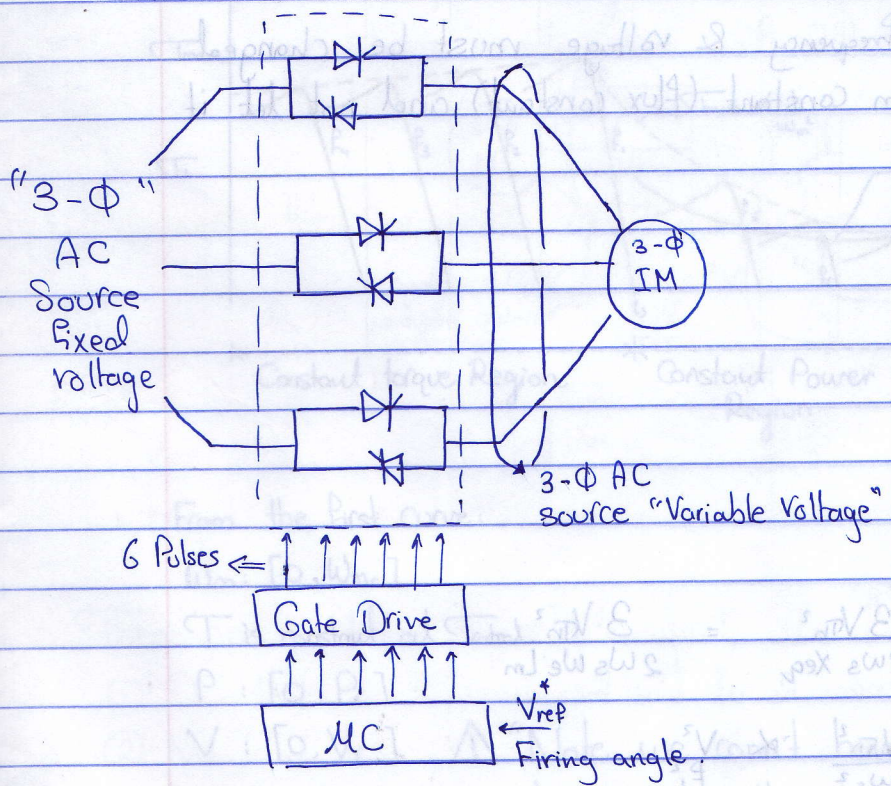 "3-Φ"
AC
Source
fixed
voltage
3-Φ
IM
3-Φ AC
source "Variable Voltage"
6 Pulses
Gate Drive
V*ref
µC
Firing angle.